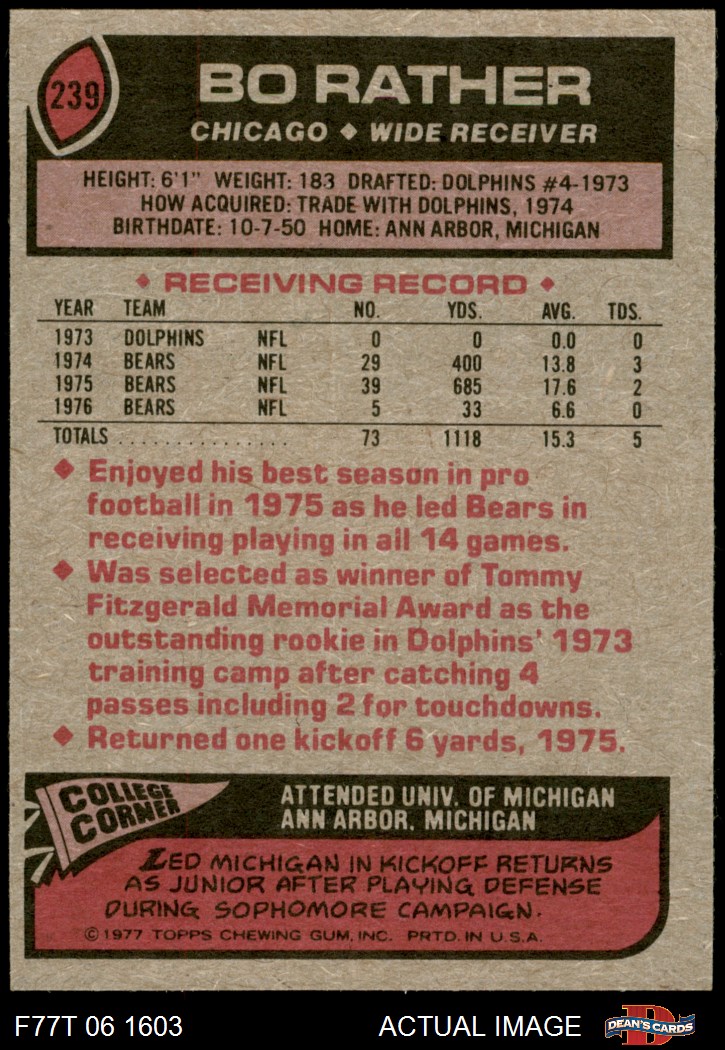 239
BO RATHER
CHICAGO ♦ WIDE RECEIVER
HEIGHT: 6'1" WEIGHT: 183 DRAFTED: DOLPHINS #4-1973
HOW ACQUIRED: TRADE WITH DOLPHINS, 1974
BIRTHDATE: 10-7-50 HOME: ANN ARBOR, MICHIGAN
♦ RECEIVING RECORD ♦
YEAR TEAM NO. YDS. AVG. TDS.
1973 DOLPHINS NFL 0 0 0.0 0
1974 BEARS NFL 29 400 13.8 3
1975 BEARS NFL 39 685 17.6 2
1976 BEARS NFL 5 33 6.6 0
TOTALS . . . . . . . . . . . . . . . . 73 1118 15.3 5
♦ Enjoyed his best season in pro
football in 1975 as he led Bears in
receiving playing in all 14 games.
♦ Was selected as winner of Tommy
Fitzgerald Memorial Award as the
outstanding rookie in Dolphins' 1973
training camp after catching 4
passes including 2 for touchdowns.
♦ Returned one kickoff 6 yards, 1975.
COLLEGE
CORNER
ATTENDED UNIV. OF MICHIGAN
ANN ARBOR, MICHIGAN
LED MICHIGAN IN KICKOFF RETURNS
AS JUNIOR AFTER PLAYING DEFENSE
DURING SOPHOMORE CAMPAIGN.
© 1977 TOPPS CHEWING GUM, INC. PRTD. IN U.S.A.
F77T 06 1603 ACTUAL IMAGE
D
DEAN'S CARDS